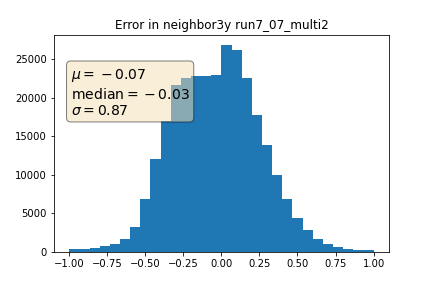 Error in neighbor3y run7_07_multi2
μ = −0.07
median = −0.03
σ = 0.87
25000
20000
15000
10000
5000
0
−1.00 −0.75 −0.50 −0.25 0.00 0.25 0.50 0.75 1.00